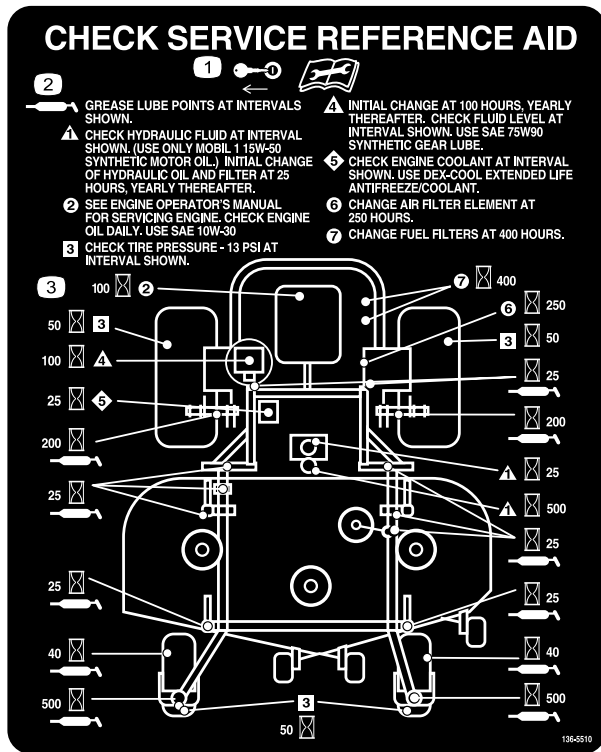 CHECK SERVICE REFERENCE AID
1
2
GREASE LUBE POINTS AT INTERVALS
SHOWN.
1 CHECK HYDRAULIC FLUID AT INTERVAL
SHOWN. (USE ONLY MOBIL 1 15W-50
SYNTHETIC MOTOR OIL.) INITIAL CHANGE
OF HYDRAULIC OIL AND FILTER AT 25
HOURS, YEARLY THEREAFTER.
2 SEE ENGINE OPERATOR'S MANUAL
FOR SERVICING ENGINE. CHECK ENGINE
OIL DAILY. USE SAE 10W-30
3 CHECK TIRE PRESSURE - 13 PSI AT
INTERVAL SHOWN.
4 INITIAL CHANGE AT 100 HOURS, YEARLY
THEREAFTER. CHECK FLUID LEVEL AT
INTERVAL SHOWN. USE SAE 75W90
SYNTHETIC GEAR LUBE.
5 CHECK ENGINE COOLANT AT INTERVAL
SHOWN. USE DEX-COOL EXTENDED LIFE
ANTIFREEZE/COOLANT.
6 CHANGE AIR FILTER ELEMENT AT
250 HOURS.
7 CHANGE FUEL FILTERS AT 400 HOURS.
3
100 2
50 3
100 4
25 5
200
25
25
40
500
7 400
6 250
3 50
25
200
1 25
1 500
25
25
40
500
3
50
136-5510